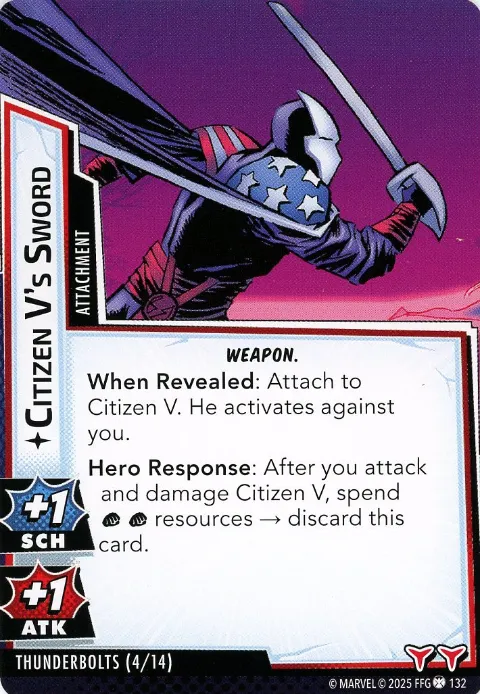 CITIZEN V'S SWORD
ATTACHMENT
WEAPON.
When Revealed: Attach to
Citizen V. He activates against
you.
Hero Response: After you attack
and damage Citizen V, spend
resources → discard this
card.
+1
SCH
+1
ATK
THUNDERBOLTS (4/14)
© MARVEL © 2025 FFG 132